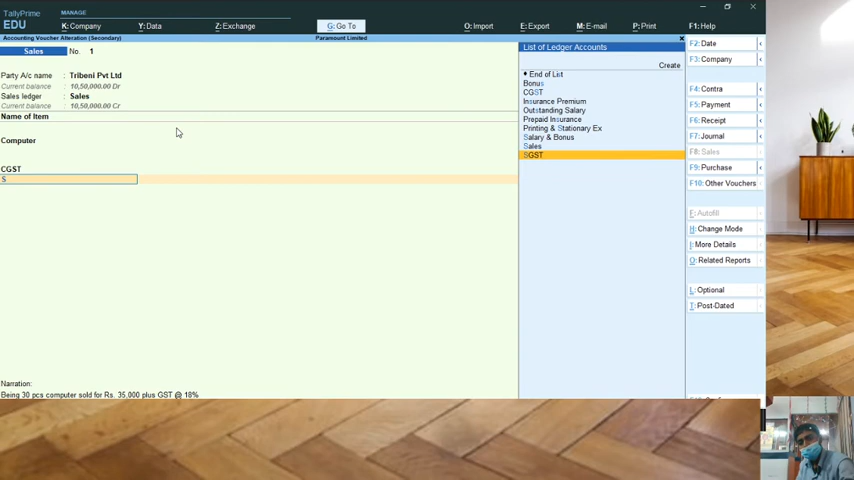 TallyPrime
MANAGE
EDU
K: Company
Y: Data
Z: Exchange
G: Go To
O: Import
E: Export
M: E-mail
P: Print
F1: Help
Accounting Voucher Alteration (Secondary)
Paramount Limited
Sales
No. 1
Party A/c name : Tribeni Pvt Ltd
Current balance : 10,50,000.00 Dr
Sales ledger : Sales
Current balance : 10,50,000.00 Cr
Name of Item
Computer
CGST
S
Narration:
Being 30 pcs computer sold for Rs. 35,000 plus GST @ 18%
List of Ledger Accounts
Create
♦ End of List
Bonus
CGST
Insurance Premium
Outstanding Salary
Prepaid Insurance
Printing & Stationary Ex
Salary & Bonus
Sales
SGST
F2: Date
F3: Company
F4: Contra
F5: Payment
F6: Receipt
F7: Journal
F8: Sales
F9: Purchase
F10: Other Vouchers
F: Autofill
H: Change Mode
I: More Details
O: Related Reports
L: Optional
T: Post-Dated